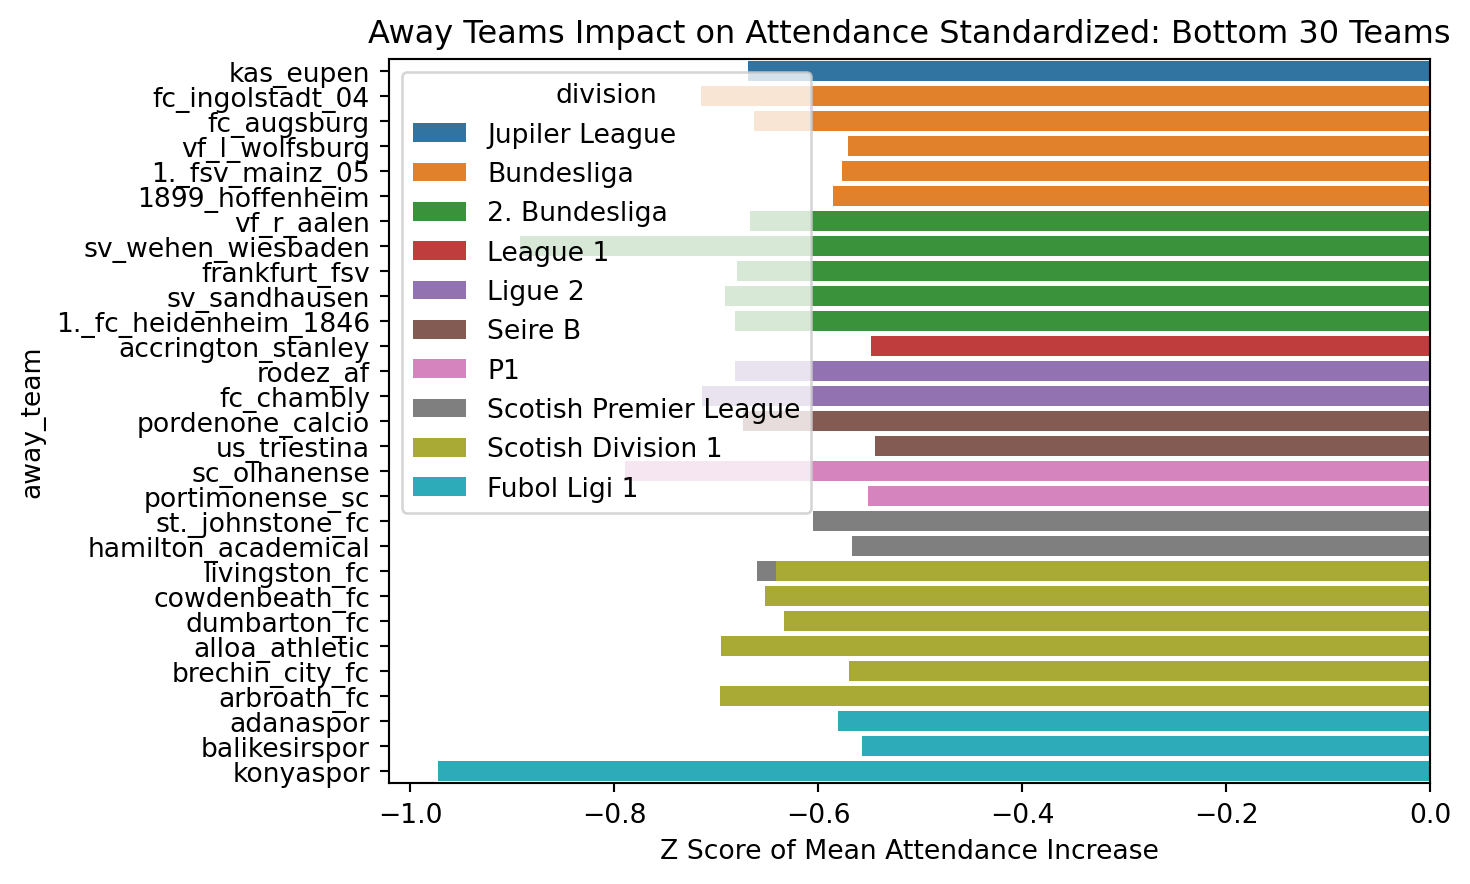 Away Teams Impact on Attendance Standardized: Bottom 30 Teams
away_team
kas_eupen
fc_ingolstadt_04
fc_augsburg
vf_l_wolfsburg
1._fsv_mainz_05
1899_hoffenheim
vf_r_aalen
sv_wehen_wiesbaden
frankfurt_fsv
sv_sandhausen
1._fc_heidenheim_1846
accrington_stanley
rodez_af
fc_chambly
pordenone_calcio
us_triestina
sc_olhanense
portimonense_sc
st._johnstone_fc
hamilton_academical
livingston_fc
cowdenbeath_fc
dumbarton_fc
alloa_athletic
brechin_city_fc
arbroath_fc
adanaspor
balikesirspor
konyaspor
division
Jupiler League
Bundesliga
2. Bundesliga
League 1
Ligue 2
Seire B
P1
Scotish Premier League
Scotish Division 1
Fubol Ligi 1
−1.0 −0.8 −0.6 −0.4 −0.2 0.0
Z Score of Mean Attendance Increase